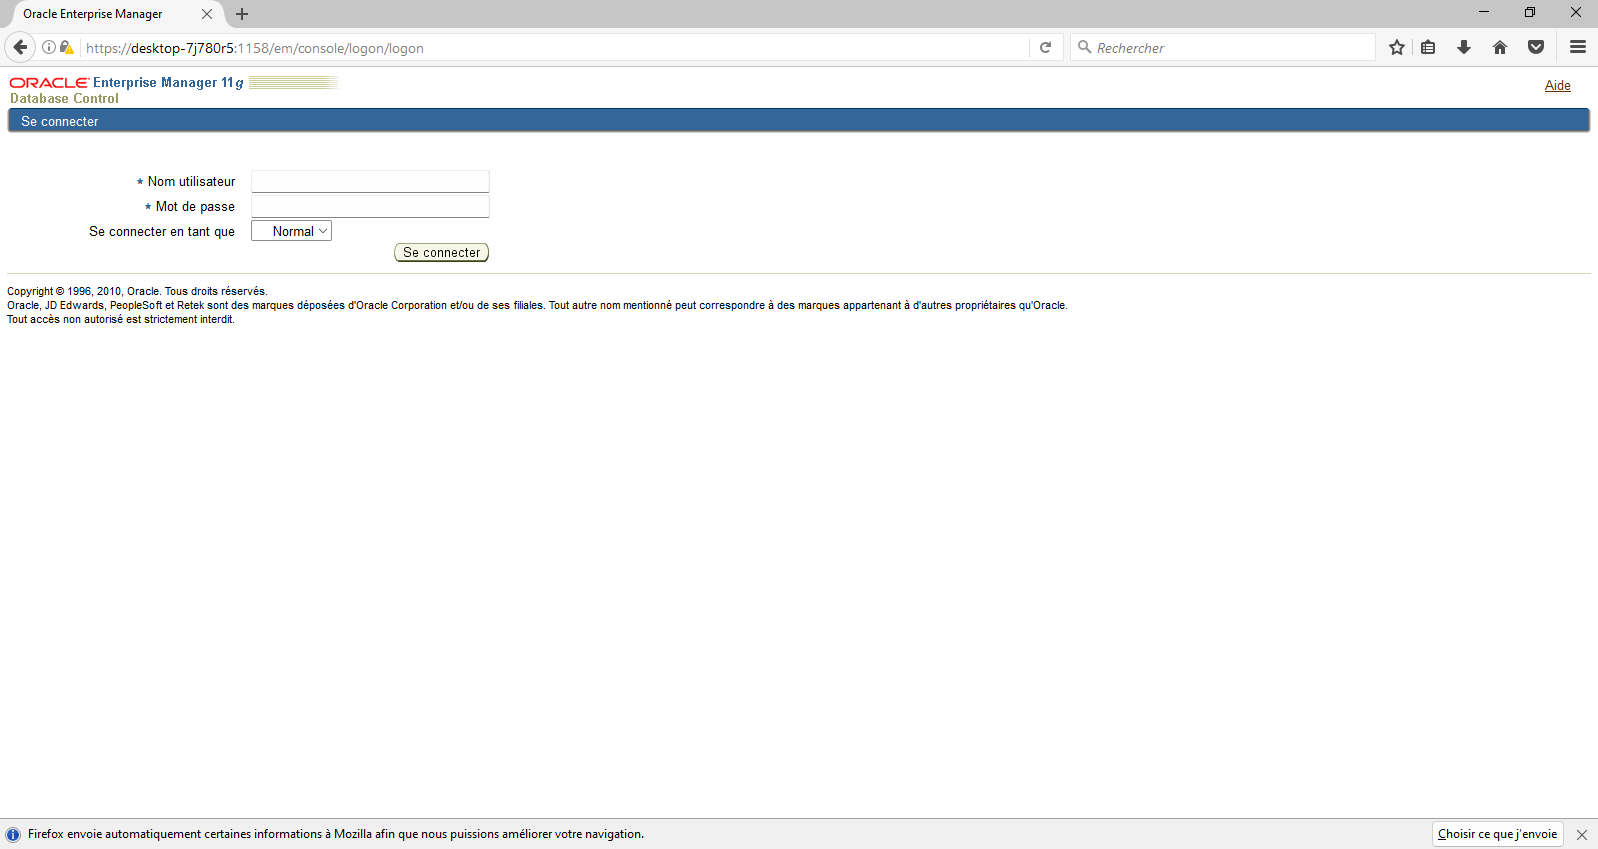 Oracle Enterprise Manager
https://desktop-7j780r5:1158/em/console/logon/logon
Rechercher
ORACLE Enterprise Manager 11g
Database Control
Aide
Se connecter
* Nom utilisateur
* Mot de passe
Se connecter en tant que Normal
Se connecter
Copyright © 1996, 2010, Oracle. Tous droits réservés.
Oracle, JD Edwards, PeopleSoft et Retek sont des marques déposées d'Oracle Corporation et/ou de ses filiales. Tout autre nom mentionné peut correspondre à des marques appartenant à d'autres propriétaires qu'Oracle.
Tout accès non autorisé est strictement interdit.
Firefox envoie automatiquement certaines informations à Mozilla afin que nous puissions améliorer votre navigation.
Choisir ce que j'envoie